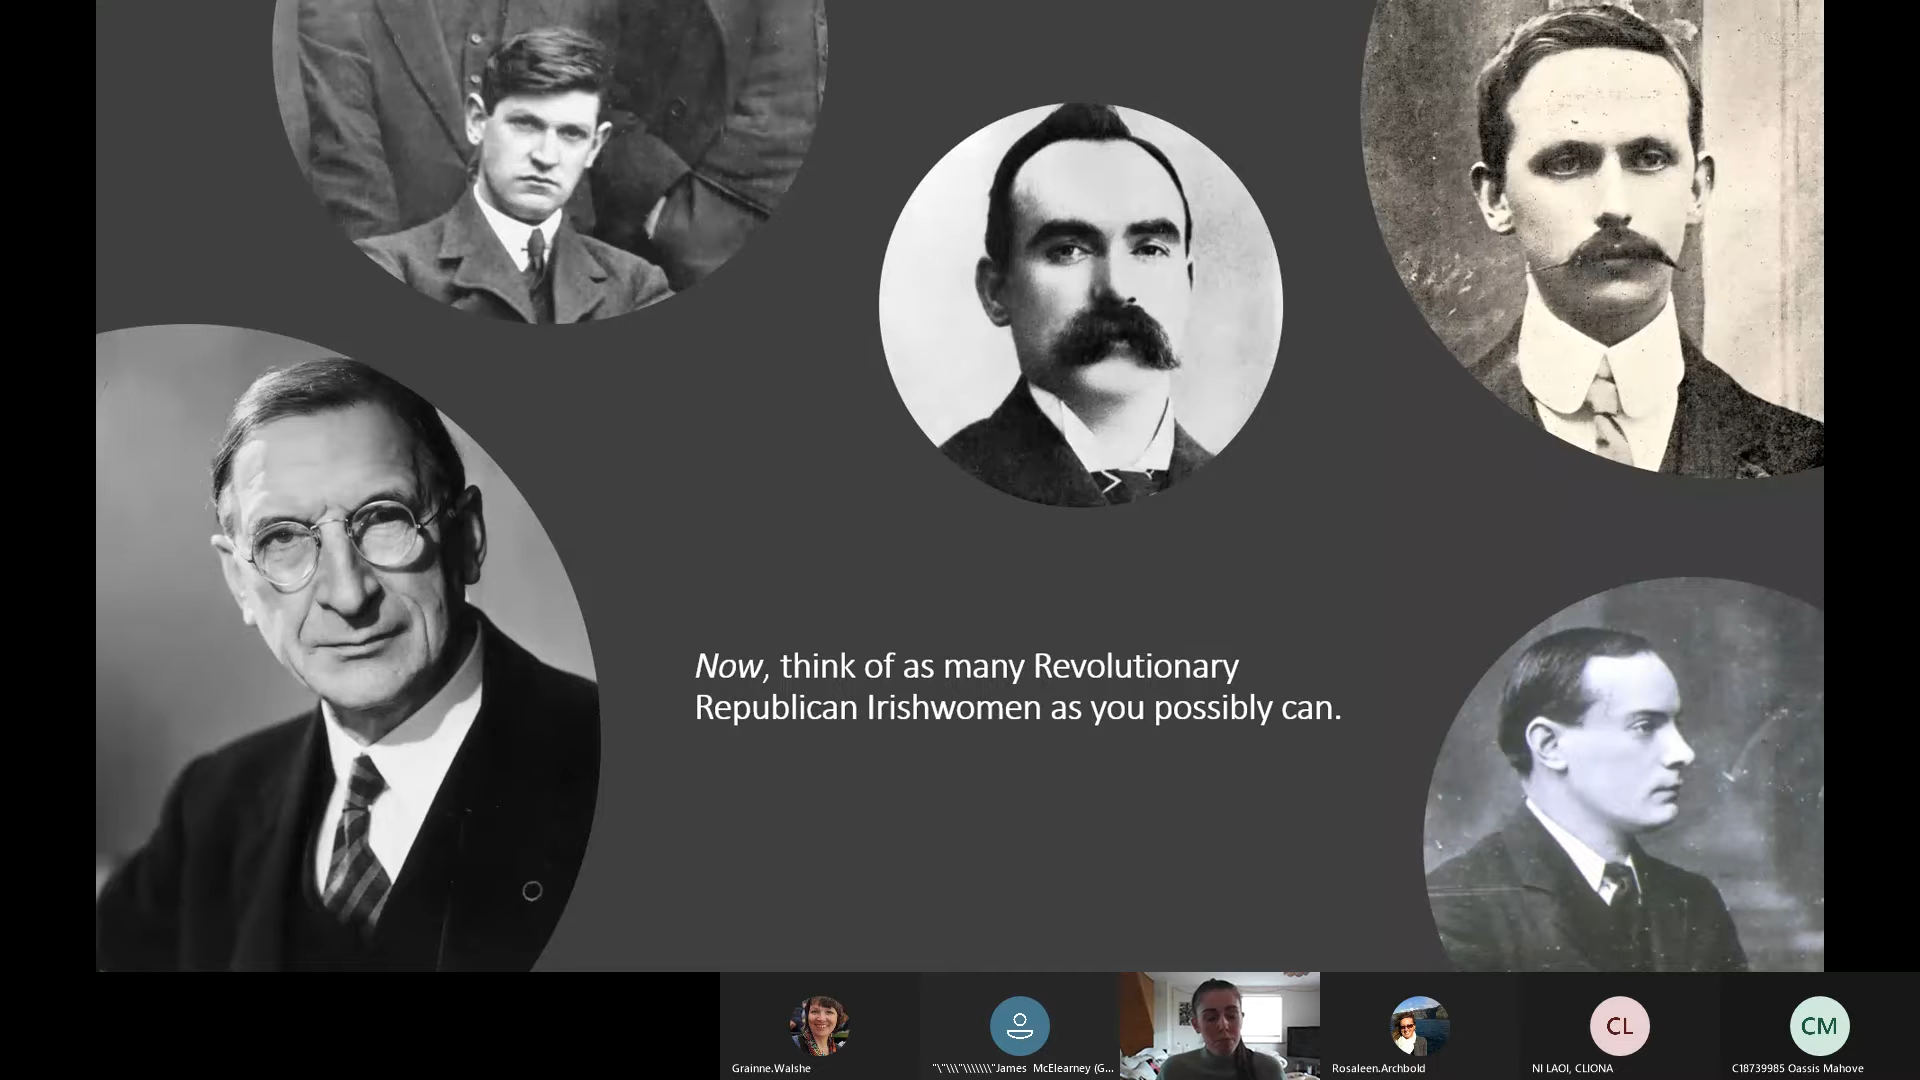 Now, think of as many Revolutionary
Republican Irishwomen as you possibly can.
Grainne.Walshe
"\"\\\"\\\\\\\"James McElearney (G...
Rosaleen.Archbold
CL
NI LAOI, CLIONA
CM
C18739985 Oassis Mahove